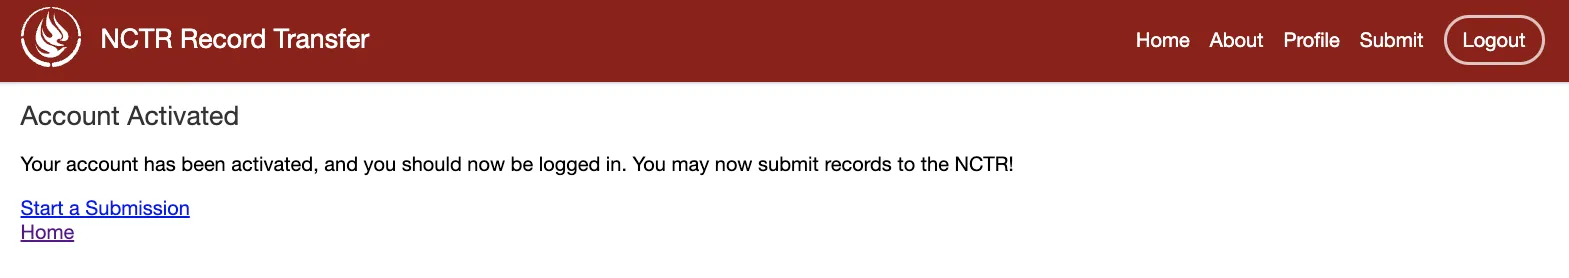 NCTR Record Transfer
Home About Profile Submit Logout
Account Activated
Your account has been activated, and you should now be logged in. You may now submit records to the NCTR!
Start a Submission
Home